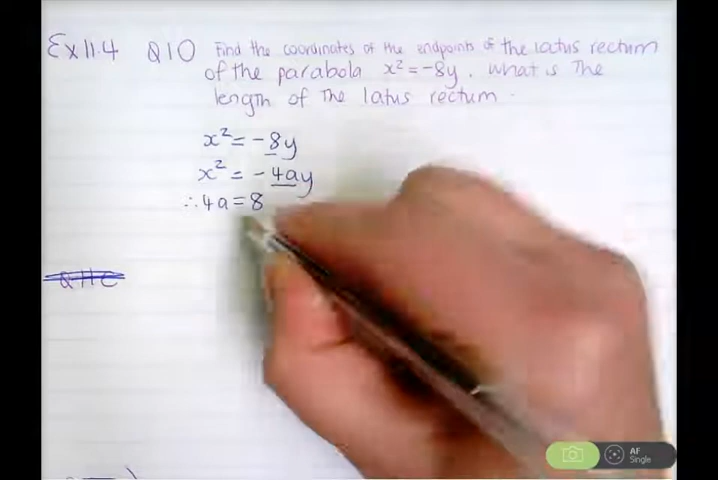 Ex 11.4 Q10 Find the coordinates of the endpoints of the latus rectum
of the parabola x² = -8y. What is the
length of the latus rectum.
x² = -8y
x² = -4ay
∴ 4a = 8
Q11c
AF
Single